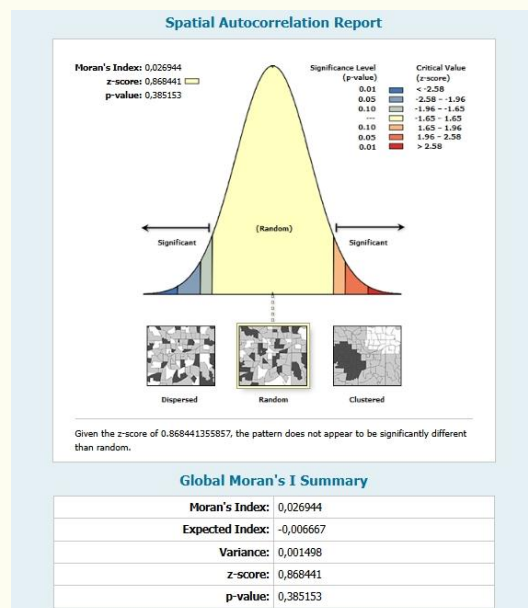 Spatial Autocorrelation Report
Moran's Index: 0,026944
z-score: 0,868441
p-value: 0,385153
Significance Level
(p-value)
Critical Value
(z-score)
0.01 < -2.58
0.05 -2.58 - -1.96
0.10 -1.96 - -1.65
--- -1.65 - 1.65
0.10 1.65 - 1.96
0.05 1.96 - 2.58
0.01 > 2.58
Significant
(Random)
Significant
Dispersed
Random
Clustered
Given the z-score of 0.868441355857, the pattern does not appear to be significantly different
than random.
Global Moran's I Summary
Moran's Index: 0,026944
Expected Index: -0,006667
Variance: 0,001498
z-score: 0,868441
p-value: 0,385153